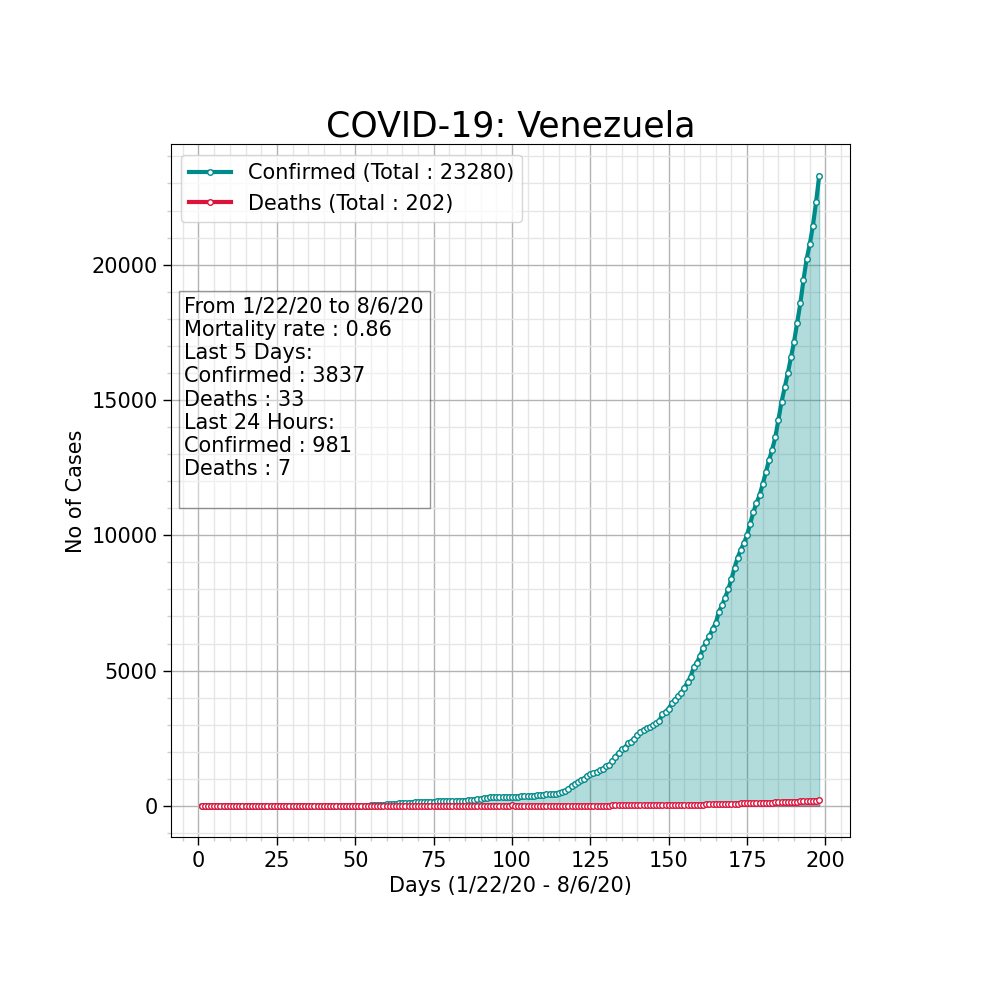 COVID-19: Venezuela
Confirmed (Total : 23280)
Deaths (Total : 202)
From 1/22/20 to 8/6/20
Mortality rate : 0.86
Last 5 Days:
Confirmed : 3837
Deaths : 33
Last 24 Hours:
Confirmed : 981
Deaths : 7
No of Cases
20000
15000
10000
5000
0
0 25 50 75 100 125 150 175 200
Days (1/22/20 - 8/6/20)